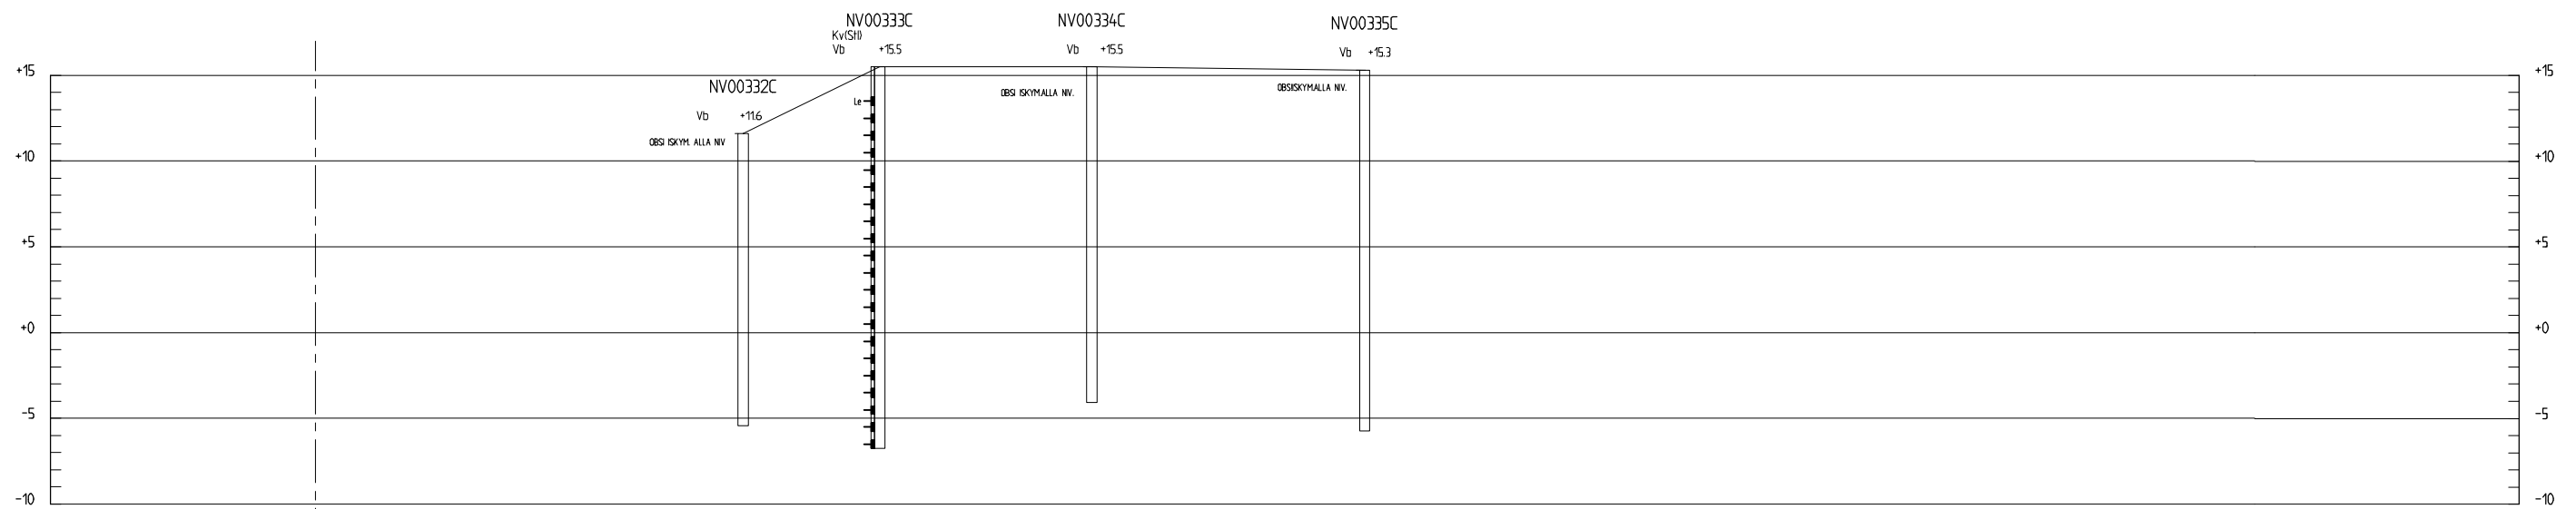 NV00333C
NV00334C
NV00335C
Kv(StI)
Vb +15.5
Vb +15.5
Vb +15.3
+15
+15
NV00332C
OBSI ISKYM.ALLA NIV.
OBSIISKYM.ALLA NIV.
Le
Vb +11.6
OBSI ISKYM. ALLA NIV
+10
+10
+5
+5
+0
+0
-5
-5
-10
-10